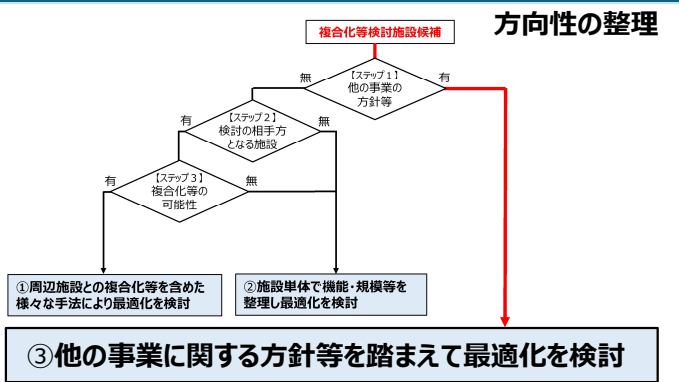 方向性の整理
複合化等検討施設候補
無
【ステップ1】
有
他の事業の
方針等
有
【ステップ2】
無
検討の相手方
となる施設
有
【ステップ3】
無
複合化等の
可能性
①周辺施設との複合化等を含めた
様々な手法により最適化を検討
②施設単体で機能・規模等を
整理し最適化を検討
③他の事業に関する方針等を踏まえて最適化を検討